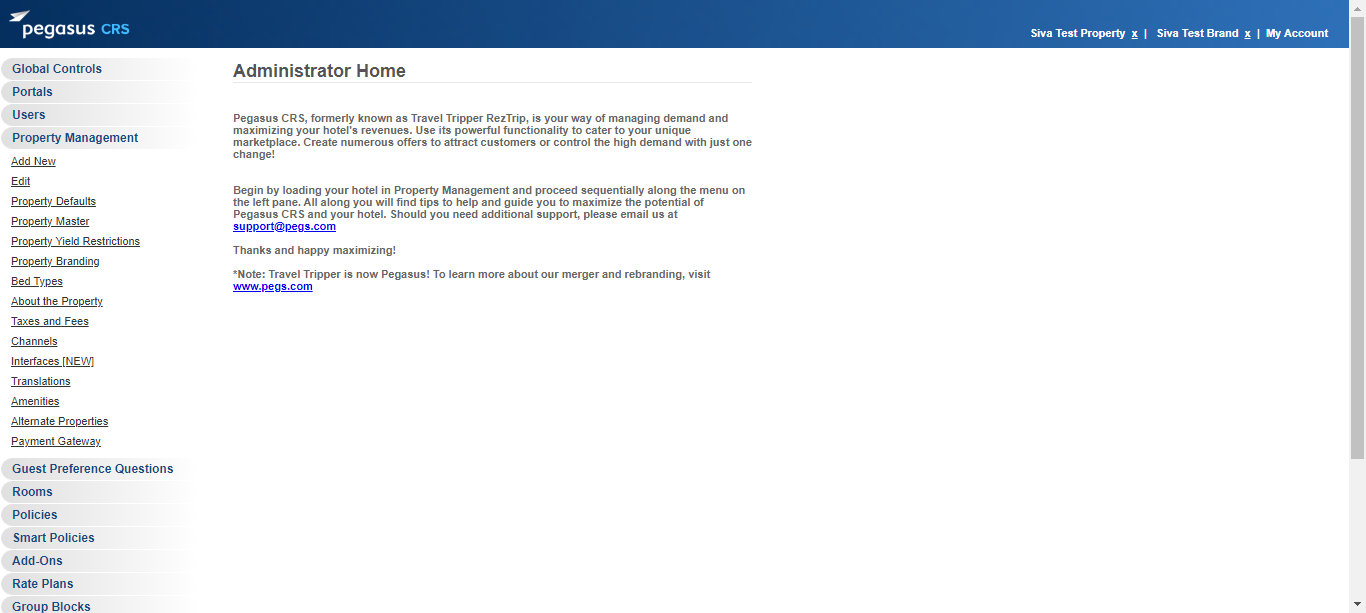 pegasus CRS
Siva Test Property x | Siva Test Brand x | My Account
Global Controls
Portals
Users
Property Management
Add New
Edit
Property Defaults
Property Master
Property Yield Restrictions
Property Branding
Bed Types
About the Property
Taxes and Fees
Channels
Interfaces [NEW]
Translations
Amenities
Alternate Properties
Payment Gateway
Guest Preference Questions
Rooms
Policies
Smart Policies
Add-Ons
Rate Plans
Group Blocks
Administrator Home
Pegasus CRS, formerly known as Travel Tripper RezTrip, is your way of managing demand and
maximizing your hotel's revenues. Use its powerful functionality to cater to your unique
marketplace. Create numerous offers to attract customers or control the high demand with just one
change!
Begin by loading your hotel in Property Management and proceed sequentially along the menu on
the left pane. All along you will find tips to help and guide you to maximize the potential of
Pegasus CRS and your hotel. Should you need additional support, please email us at
support@pegs.com
Thanks and happy maximizing!
*Note: Travel Tripper is now Pegasus! To learn more about our merger and rebranding, visit
www.pegs.com